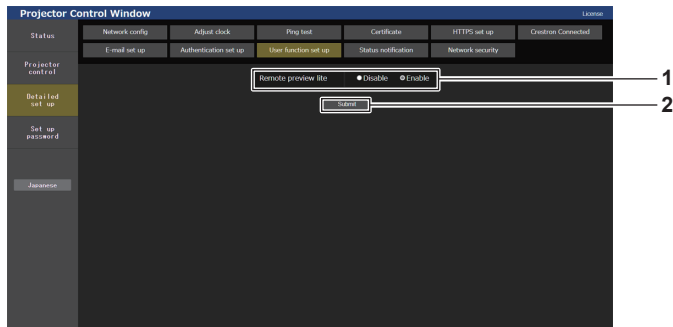 Projector Control Window
License
Status
Network config
Adjust clock
Ping test
Certificate
HTTPS set up
Crestron Connected
E-mail set up
Authentication set up
User function set up
Status notification
Network security
Projector
control
Remote preview lite
Disable
Enable
1
Submit
2
Detailed
set up
Set up
password
Japanese